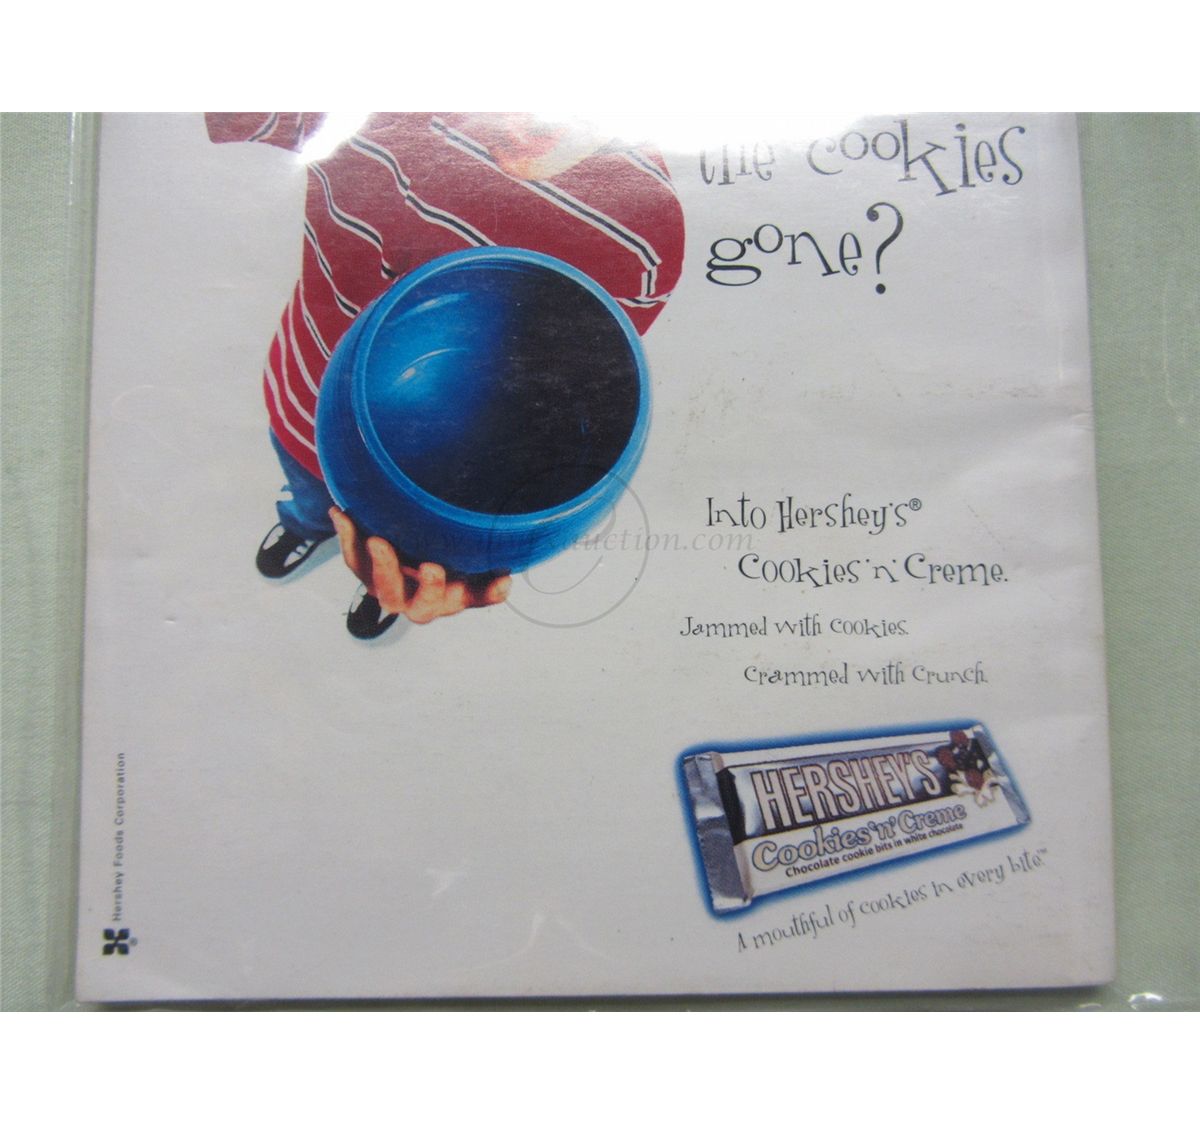 the cookies
gone?
Into Hershey's®
Cookies 'n' Creme.
Jammed with cookies.
Crammed with Crunch.
HERSHEY'S
Cookies 'n' Creme
Chocolate cookie bits in white chocolate
A mouthful of cookies in every bite.™
Hershey Foods Corporation
®